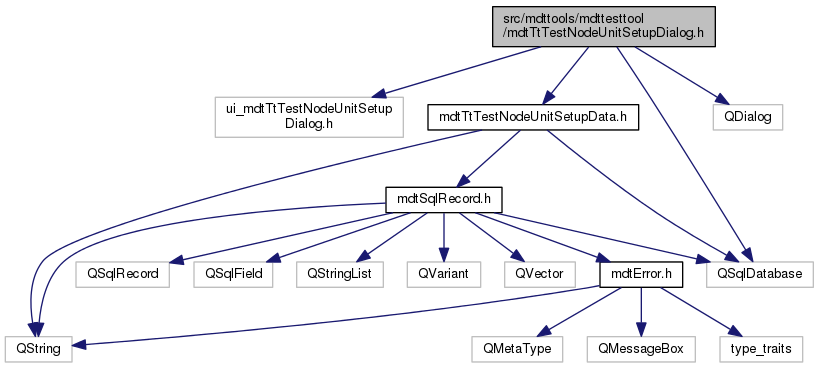 src/mdttools/mdttesttool
/mdtTtTestNodeUnitSetupDialog.h
ui_mdtTtTestNodeUnitSetup
Dialog.h
mdtTtTestNodeUnitSetupData.h
QDialog
mdtSqlRecord.h
QSqlRecord
QSqlField
QStringList
QVariant
QVector
mdtError.h
QSqlDatabase
QString
QMetaType
QMessageBox
type_traits